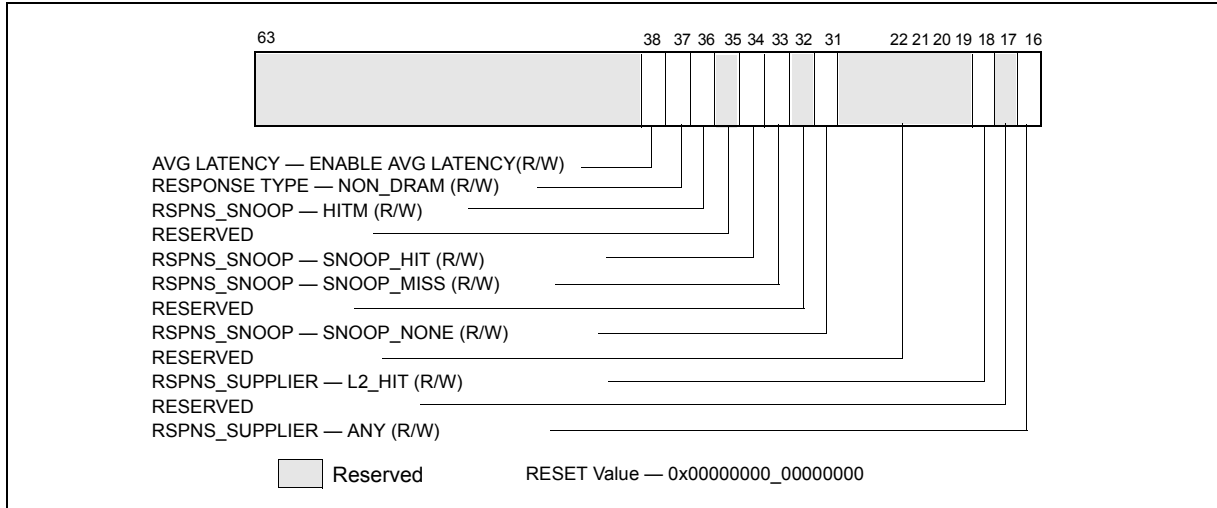 63 38 37 36 35 34 33 32 31 22 21 20 19 18 17 16
AVG LATENCY — ENABLE AVG LATENCY(R/W)
RESPONSE TYPE — NON_DRAM (R/W)
RSPNS_SNOOP — HITM (R/W)
RESERVED
RSPNS_SNOOP — SNOOP_HIT (R/W)
RSPNS_SNOOP — SNOOP_MISS (R/W)
RESERVED
RSPNS_SNOOP — SNOOP_NONE (R/W)
RESERVED
RSPNS_SUPPLIER — L2_HIT (R/W)
RESERVED
RSPNS_SUPPLIER — ANY (R/W)
Reserved RESET Value — 0x00000000_00000000